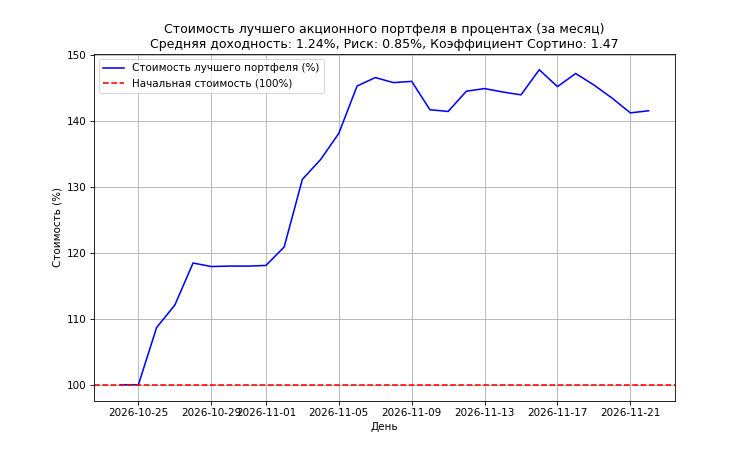 Стоимость лучшего акционного портфеля в процентах (за месяц)
Средняя доходность: 1.24%, Риск: 0.85%, Коэффициент Сортино: 1.47
Стоимость лучшего портфеля (%)
Начальная стоимость (100%)
Стоимость (%)
150
140
130
120
110
100
2026-10-25 2026-10-29 2026-11-01 2026-11-05 2026-11-09 2026-11-13 2026-11-17 2026-11-21
День